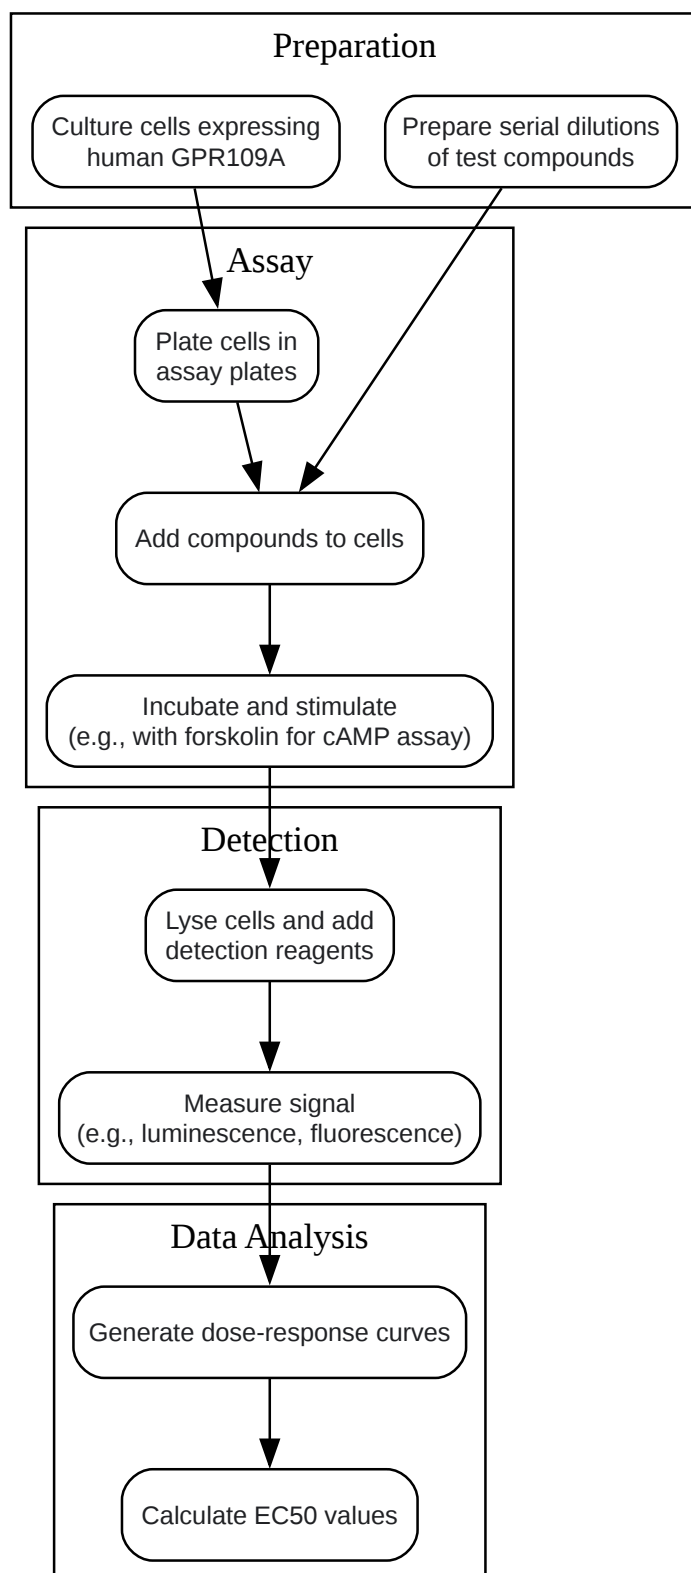 Preparation
Culture cells expressing
human GPR109A
Prepare serial dilutions
of test compounds
Assay
Plate cells in
assay plates
Add compounds to cells
Incubate and stimulate
(e.g., with forskolin for cAMP assay)
Detection
Lyse cells and add
detection reagents
Measure signal
(e.g., luminescence, fluorescence)
Data Analysis
Generate dose-response curves
Calculate EC50 values